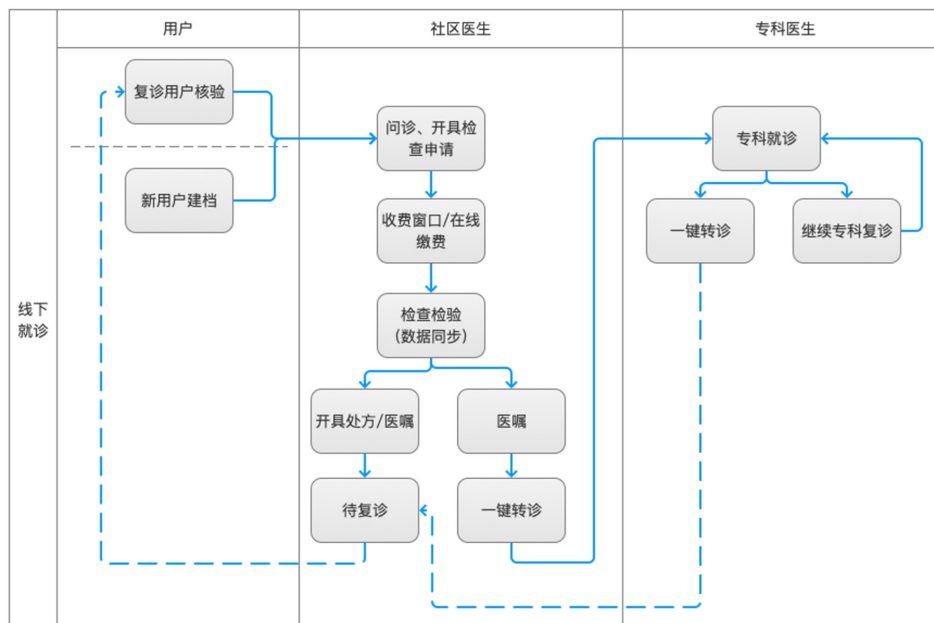 用户
社区医生
专科医生
线下
就诊
复诊用户核验
新用户建档
问诊、开具检
查申请
收费窗口/在线
缴费
检查检验
（数据同步）
开具处方/医嘱
医嘱
待复诊
一键转诊
专科就诊
一键转诊
继续专科复诊